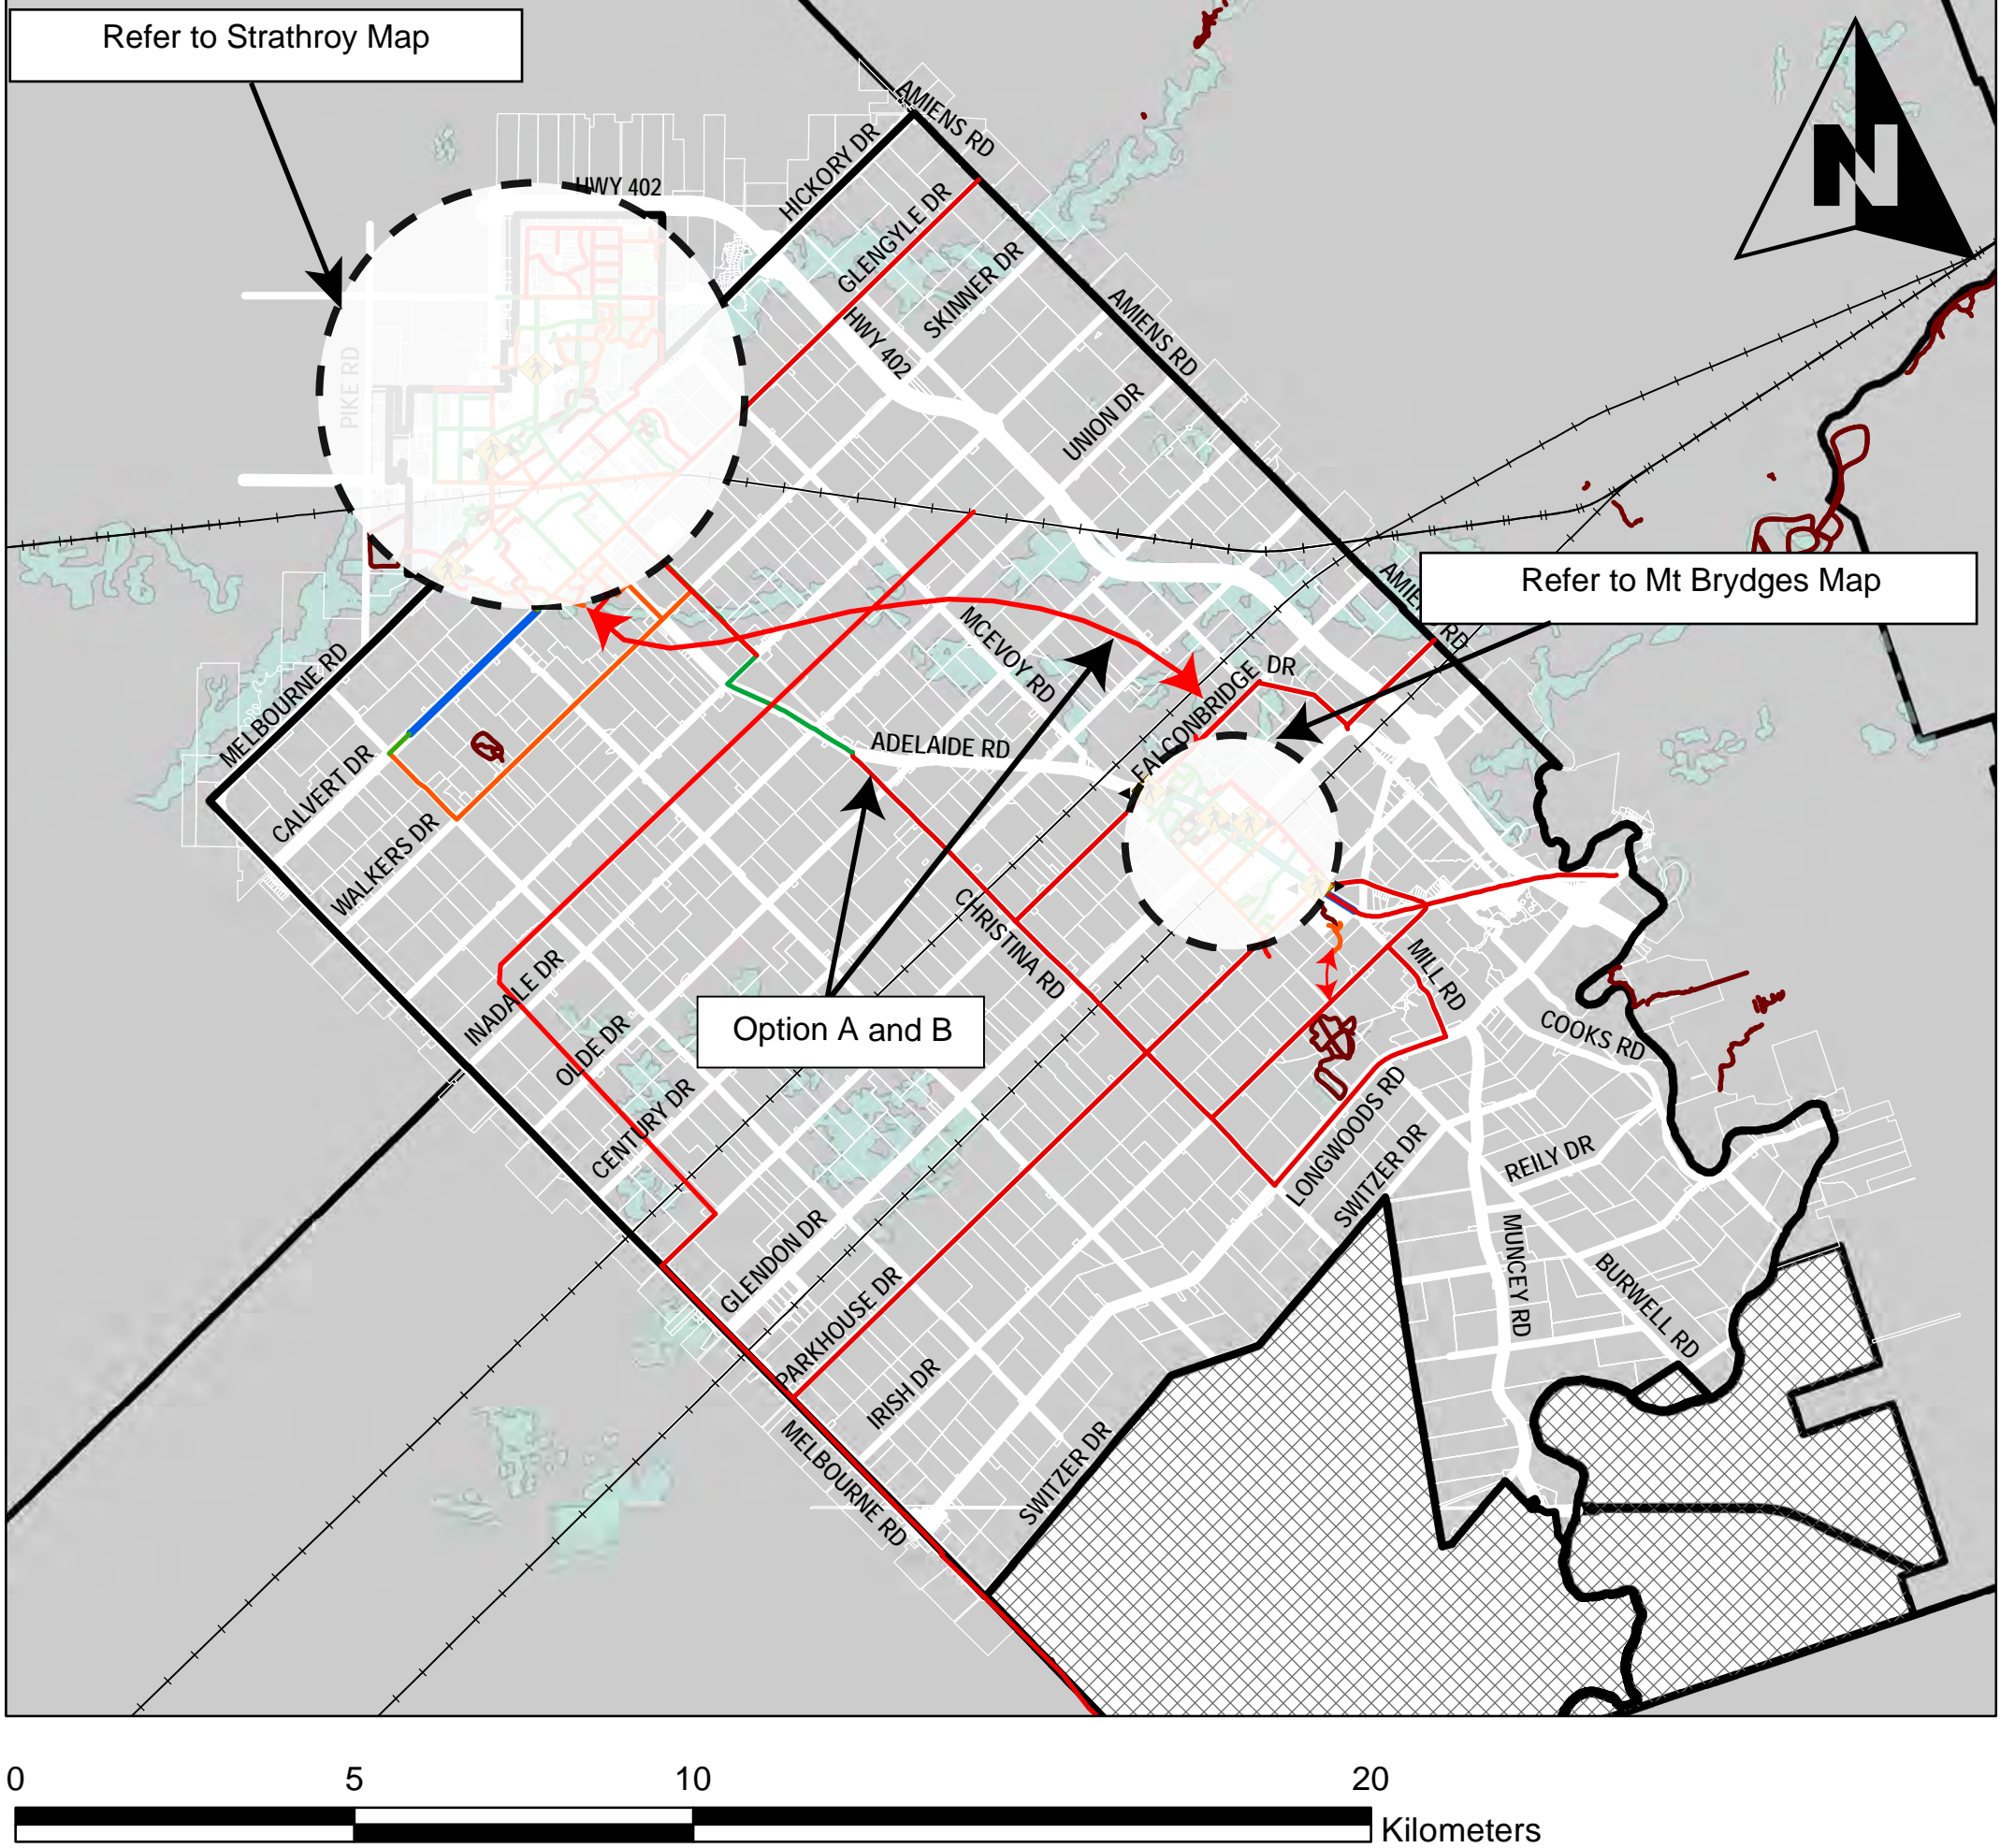 Refer to Strathroy Map
N
AMIENS RD
HICKORY DR
HWY 402
GLENGYLE DR
SKINNER DR
HWY 402
AMIENS RD
PIKE RD
UNION DR
Refer to Mt Brydges Map
AMIENS RD
MCEVOY RD
FALCONBRIDGE DR
MELBOURNE RD
ADELAIDE RD
CALVERT DR
WALKERS DR
CHRISTINA RD
MILL RD
INADALE DR
Option A and B
COOKS RD
OLDE DR
CENTURY DR
LONGWOODS RD
SWITZER DR
REILY DR
GLENDON DR
MUNCEY RD
BURWELL RD
PARKHOUSE DR
IRISH DR
MELBOURNE RD
SWITZER DR
0 5 10 20
Kilometers